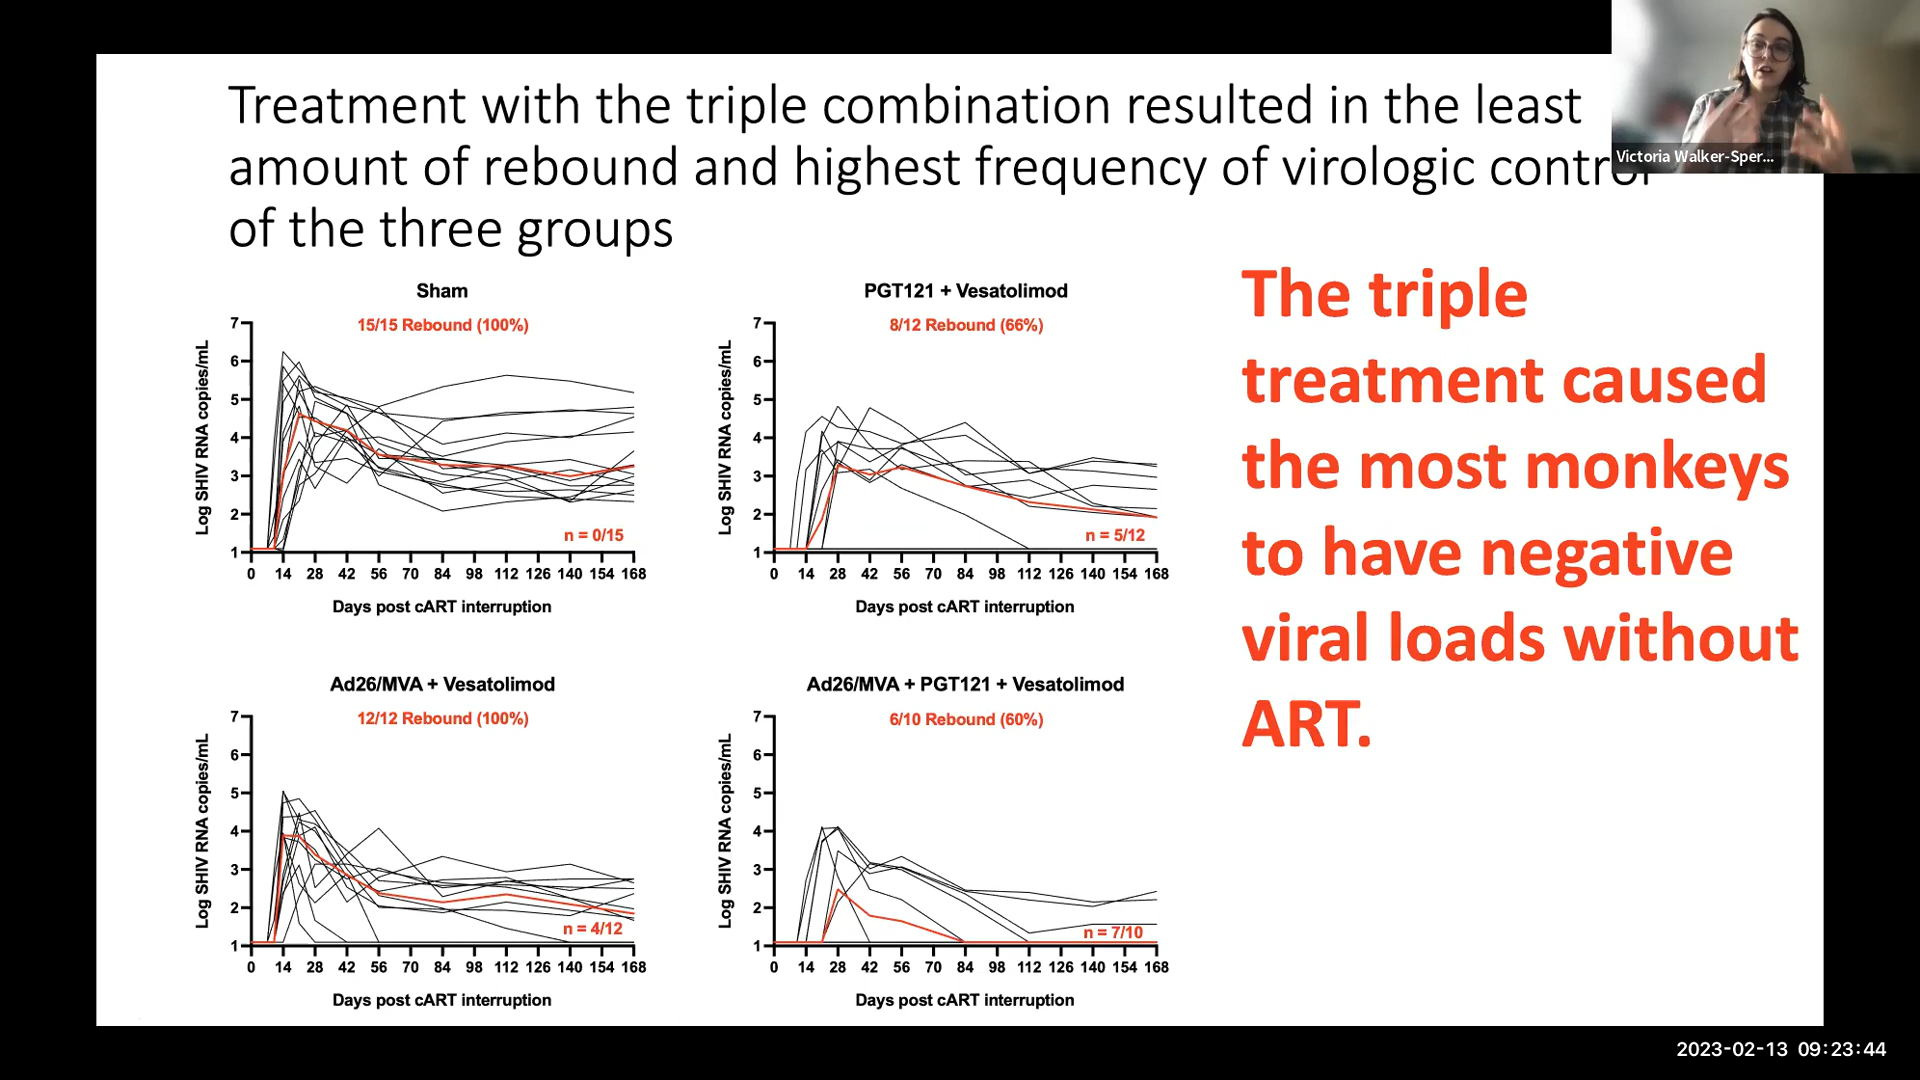 Treatment with the triple combination resulted in the least
amount of rebound and highest frequency of virologic control
of the three groups
Victoria Walker-Sper...
Sham
15/15 Rebound (100%)
Log SHIV RNA copies/mL
7
6
5
4
3
2
1
n = 0/15
0 14 28 42 56 70 84 98 112 126 140 154 168
Days post cART interruption
PGT121 + Vesatolimod
8/12 Rebound (66%)
Log SHIV RNA copies/mL
7
6
5
4
3
2
1
n = 5/12
0 14 28 42 56 70 84 98 112 126 140 154 168
Days post cART interruption
Ad26/MVA + Vesatolimod
12/12 Rebound (100%)
Log SHIV RNA copies/mL
7
6
5
4
3
2
1
n = 4/12
0 14 28 42 56 70 84 98 112 126 140 154 168
Days post cART interruption
Ad26/MVA + PGT121 + Vesatolimod
6/10 Rebound (60%)
Log SHIV RNA copies/mL
7
6
5
4
3
2
1
n = 7/10
0 14 28 42 56 70 84 98 112 126 140 154 168
Days post cART interruption
The triple
treatment caused
the most monkeys
to have negative
viral loads without
ART.
2023-02-13 09:23:44